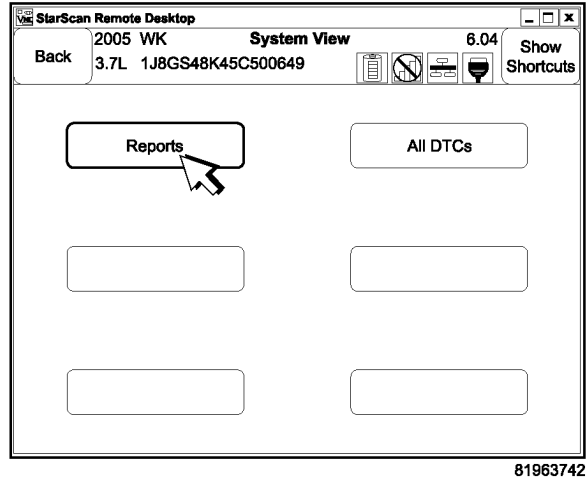 StarScan Remote Desktop
Back
2005 WK System View 6.04
3.7L 1J8GS48K45C500649
Show
Shortcuts
Reports
All DTCs
81963742